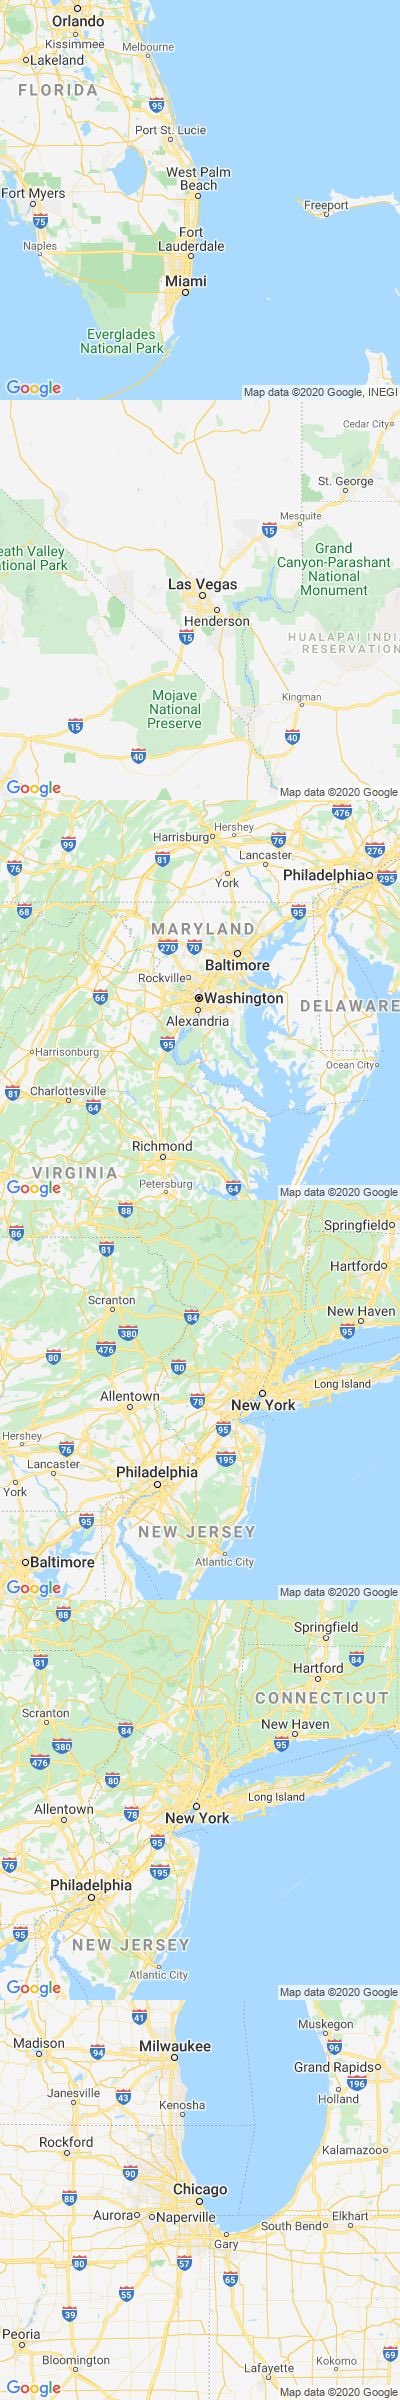 Orlando
Kissimmee
Melbourne
Lakeland
FLORIDA
95
Port St. Lucie
West Palm
Beach
Fort Myers
Freeport
75
Fort
Lauderdale
Naples
Miami
Everglades
National Park
Google
Map data ©2020 Google, INEGI
Cedar City
St. George
Mesquite
15
eath Valley
ational Park
Grand
Canyon-Parashant
National
Monument
Las Vegas
Henderson
15
HUALAPAI INDI
RESERVATION
Mojave
National
Preserve
Kingman
15
40
40
Google
Map data ©2020 Google
476
Hershey
Harrisburg
76
99
276
81
Lancaster
76
Philadelphia
295
York
68
95
MARYLAND
270
70
Baltimore
Rockville
66
Washington
DELAWARE
Alexandria
95
Harrisonburg
Ocean City
81
Charlottesville
64
Richmond
VIRGINIA
Petersburg
64
Google
Map data ©2020 Google
88
Springfield
86
81
Hartford
Scranton
84
New Haven
380
95
476
80
80
Long Island
Allentown
78
New York
95
Hershey
76
195
Lancaster
Philadelphia
York
95
NEW JERSEY
Baltimore
Atlantic City
Google
Map data ©2020 Google
88
Springfield
81
84
Hartford
CONNECTICUT
Scranton
84
New Haven
380
95
476
80
Long Island
Allentown
78
New York
95
76
195
Philadelphia
95
NEW JERSEY
Atlantic City
Google
Map data ©2020 Google
41
Muskegon
Madison
Milwaukee
96
94
Grand Rapids
196
Janesville
43
Holland
Kenosha
Rockford
Kalamazoo
90
Chicago
88
Aurora
Naperville
Elkhart
South Bend
Gary
80
57
65
55
39
Peoria
69
Bloomington
Kokomo
Lafayette
Google
Map data ©2020 Google